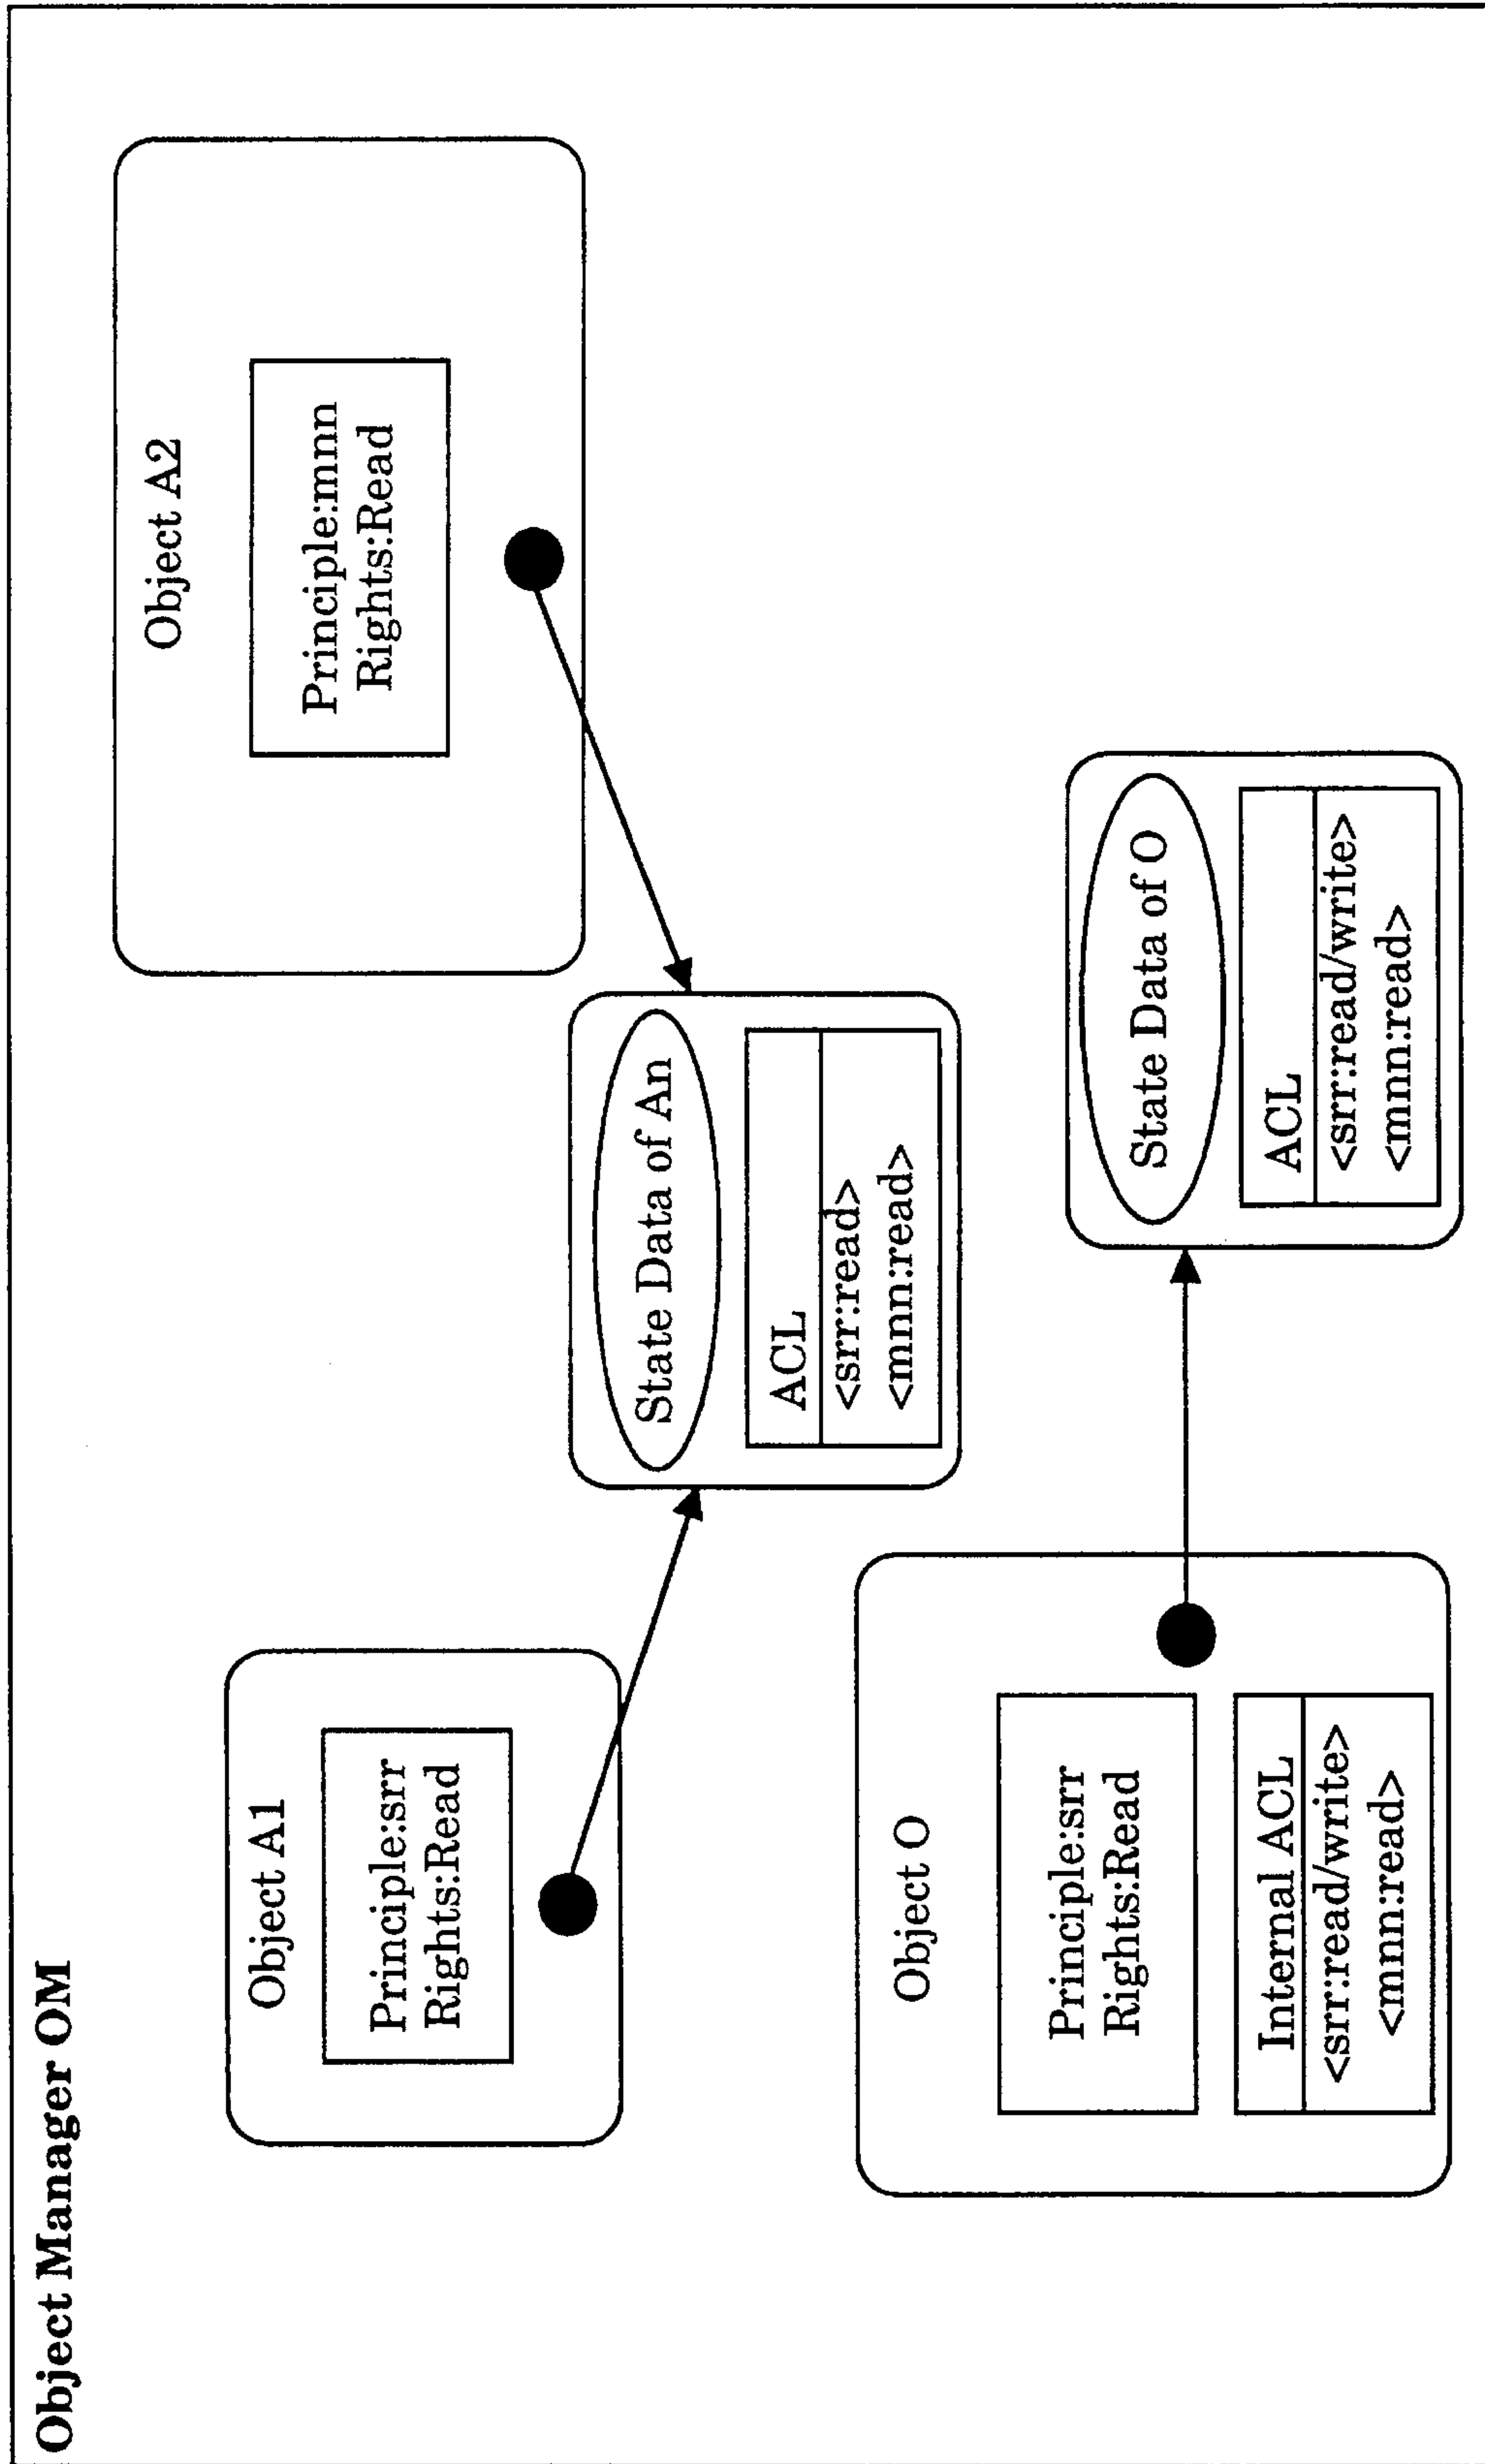 Object Manager OM
Object A1
Principle:srr
Rights:Read
Object A2
Principle:mnn
Rights:Read
State Data of An
ACL
<srr:read>
<mnn:read>
Object O
Principle:srr
Rights:Read
Internal ACL
<srr:read/write>
<mnn:read>
State Data of O
ACL
<srr:read/write>
<mnn:read>